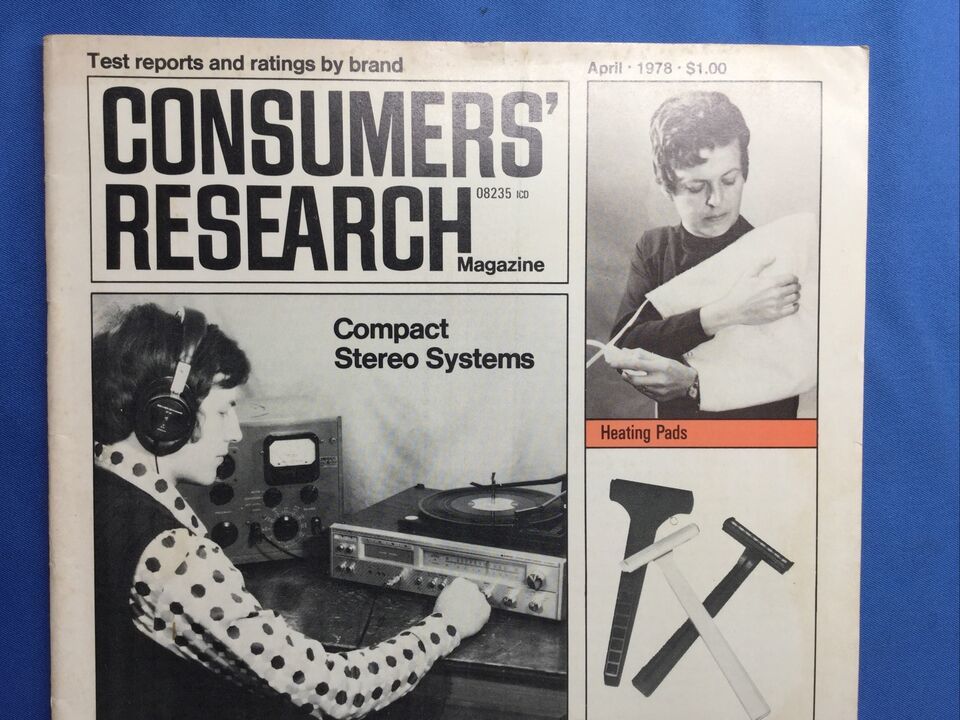 Test reports and ratings by brand
April · 1978 · $1.00
CONSUMERS'
RESEARCH
08235 ICD
Magazine
Compact
Stereo Systems
Heating Pads